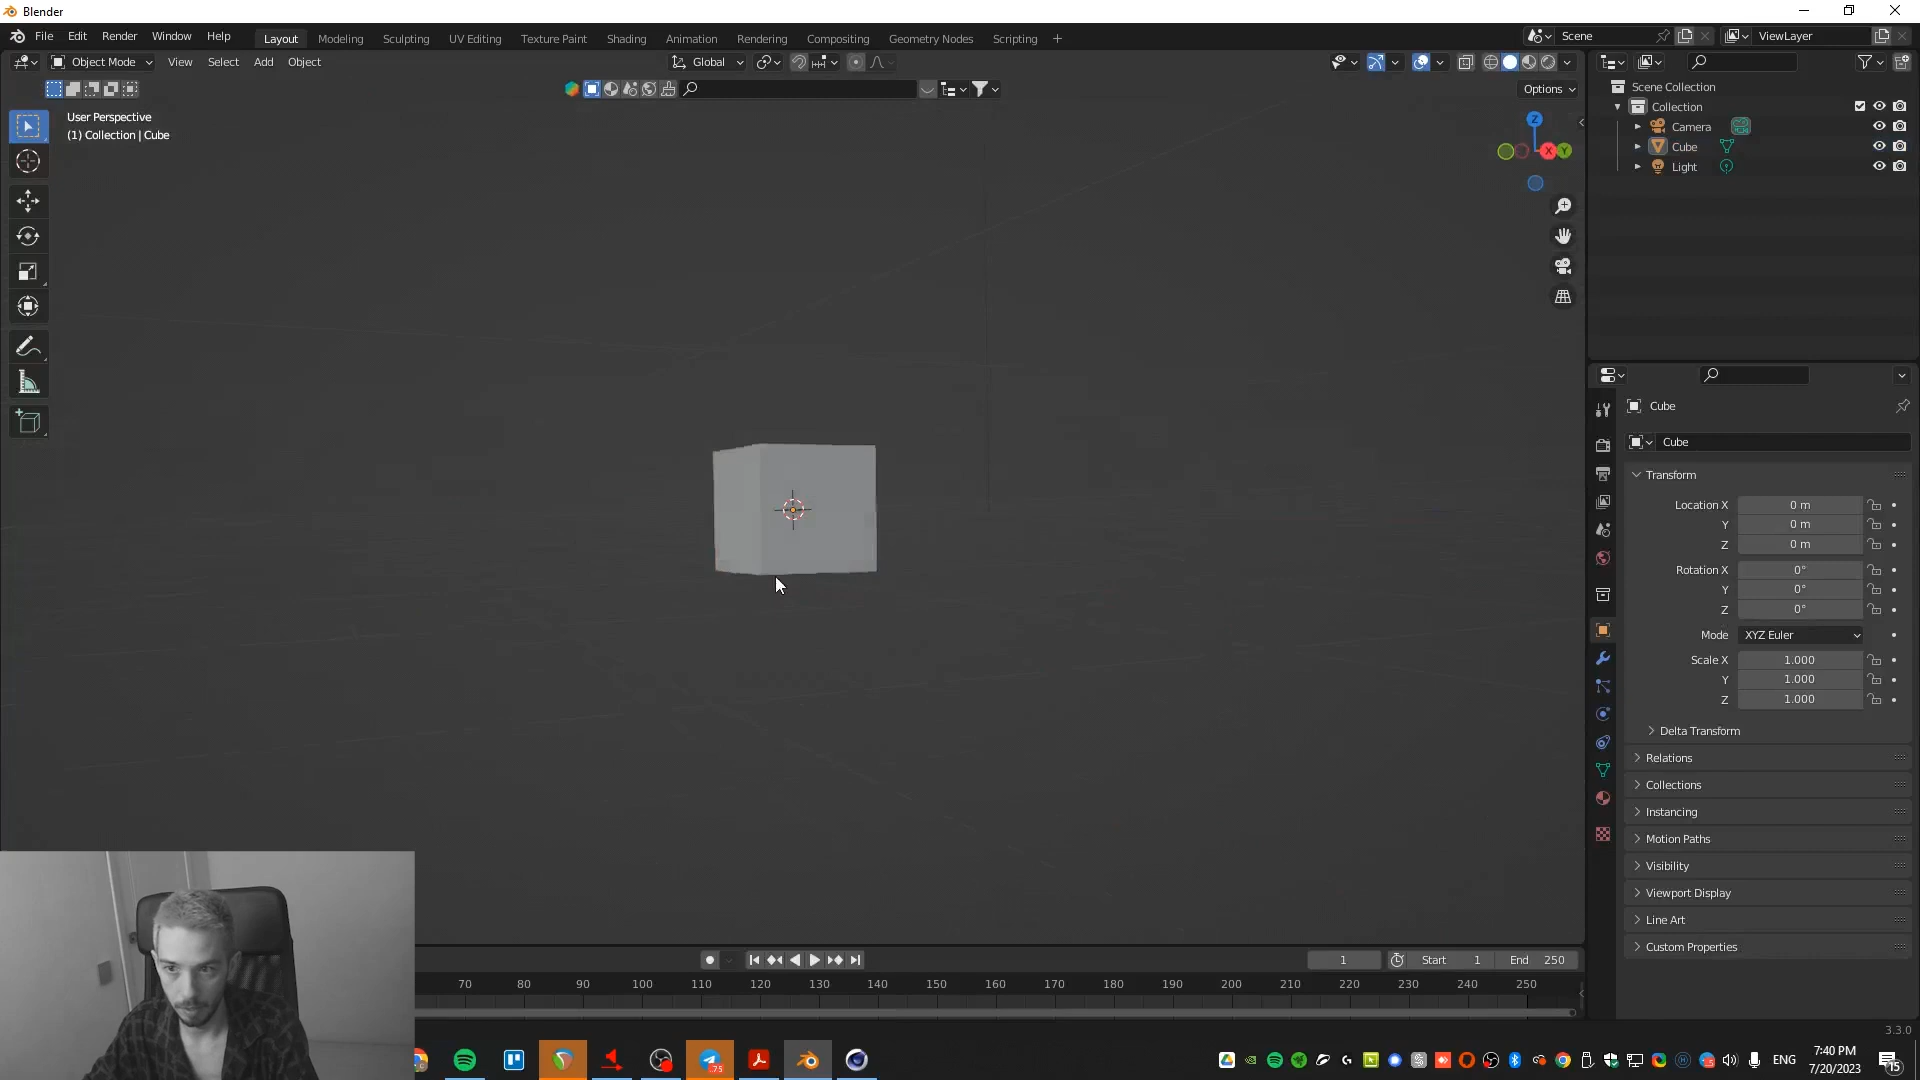 Blender
File Edit Render Window Help
Layout Modeling Sculpting UV Editing Texture Paint Shading Animation Rendering Compositing Geometry Nodes Scripting +
Scene
ViewLayer
Object Mode View Select Add Object
Global
Options
User Perspective
(1) Collection | Cube
Z
X
Y
Scene Collection
Collection
Camera
Cube
Light
Cube
Cube
Transform
Location X 0 m
Y 0 m
Z 0 m
Rotation X 0°
Y 0°
Z 0°
Mode XYZ Euler
Scale X 1.000
Y 1.000
Z 1.000
Delta Transform
Relations
Collections
Instancing
Motion Paths
Visibility
Viewport Display
Line Art
Custom Properties
1 Start 1 End 250
70 80 90 100 110 120 130 140 150 160 170 180 190 200 210 220 230 240 250
3.3.0
75
ENG
7:40 PM
7/20/2023
15